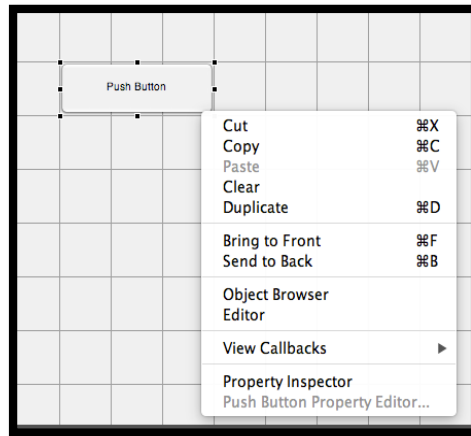 Push Button
Cut ⌘X
Copy ⌘C
Paste ⌘V
Clear
Duplicate ⌘D
Bring to Front ⌘F
Send to Back ⌘B
Object Browser
Editor
View Callbacks ▶
Property Inspector
Push Button Property Editor...